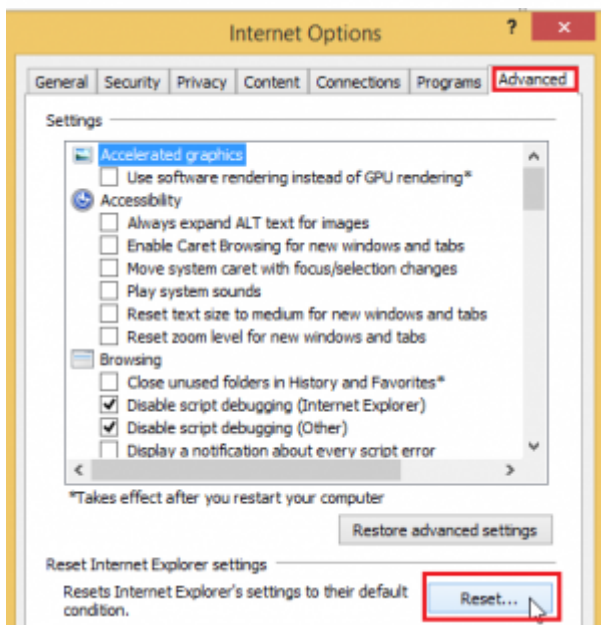 Internet Options
?
×
General Security Privacy Content Connections Programs Advanced
Settings
Accelerated graphics
Use software rendering instead of GPU rendering*
Accessibility
Always expand ALT text for images
Enable Caret Browsing for new windows and tabs
Move system caret with focus/selection changes
Play system sounds
Reset text size to medium for new windows and tabs
Reset zoom level for new windows and tabs
Browsing
Close unused folders in History and Favorites*
Disable script debugging (Internet Explorer)
Disable script debugging (Other)
Display a notification about every script error
*Takes effect after you restart your computer
Restore advanced settings
Reset Internet Explorer settings
Resets Internet Explorer's settings to their default
condition.
Reset...